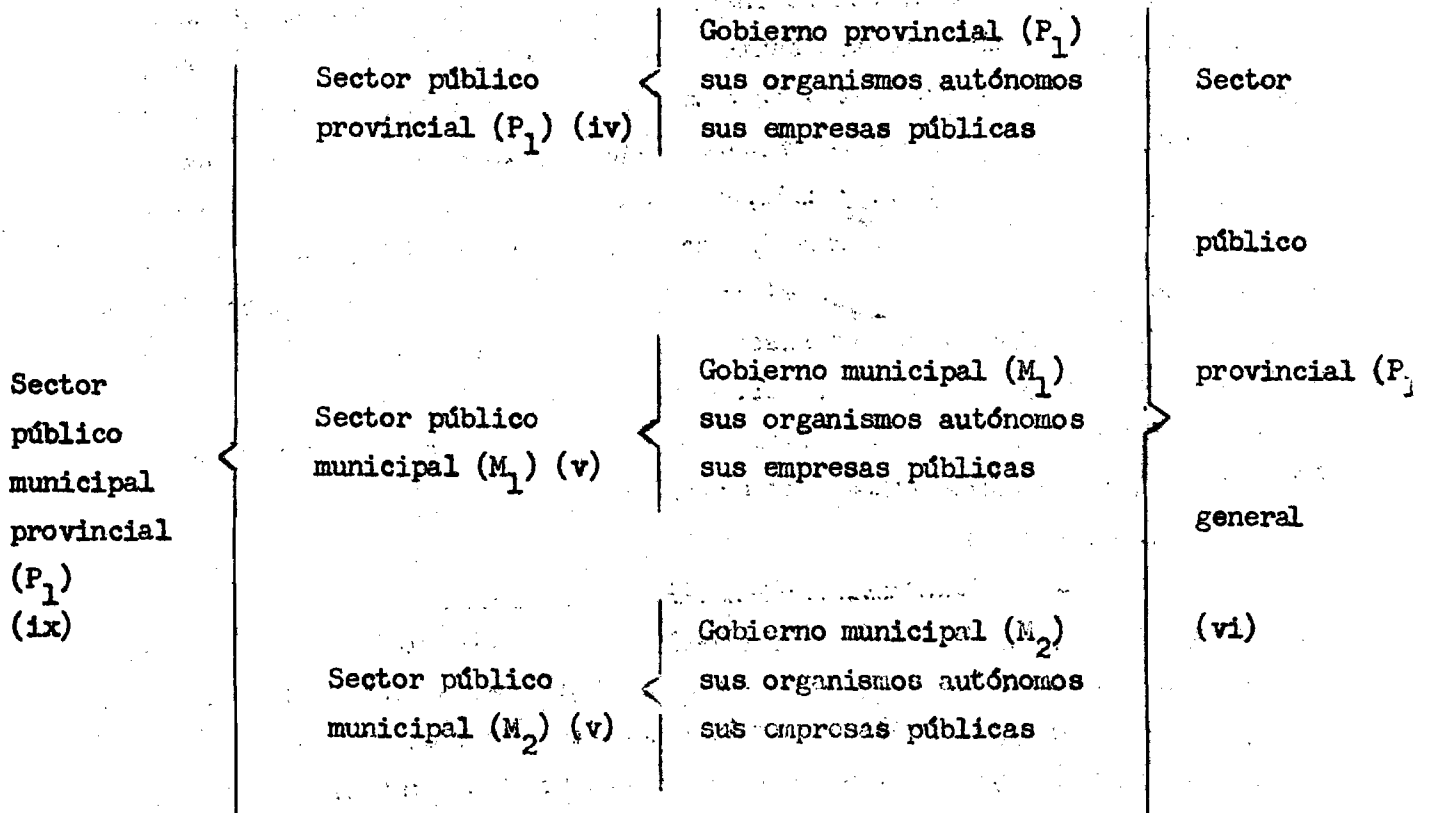 Sector
público
municipal
provincial
(P₁)
(ix)
Sector público
provincial (P₁) (iv)
Gobierno provincial (P₁)
sus organismos autónomos
sus empresas públicas
Sector público
municipal (M₁) (v)
Gobierno municipal (M₁)
sus organismos autónomos
sus empresas públicas
Sector público
municipal (M₂) (v)
Gobierno municipal (M₂)
sus organismos autónomos
sus empresas públicas
Sector
público
provincial (P
general
(vi)